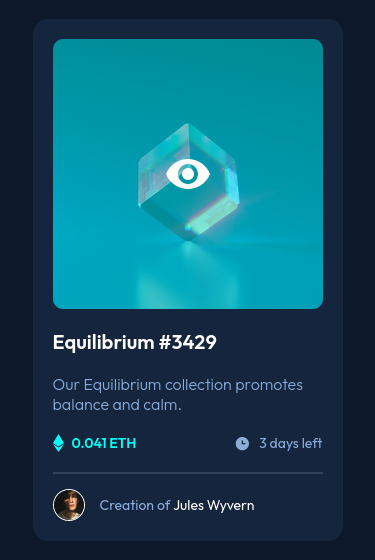 Equilibrium #3429
Our Equilibrium collection promotes
balance and calm.
0.041 ETH
3 days left
Creation of Jules Wyvern